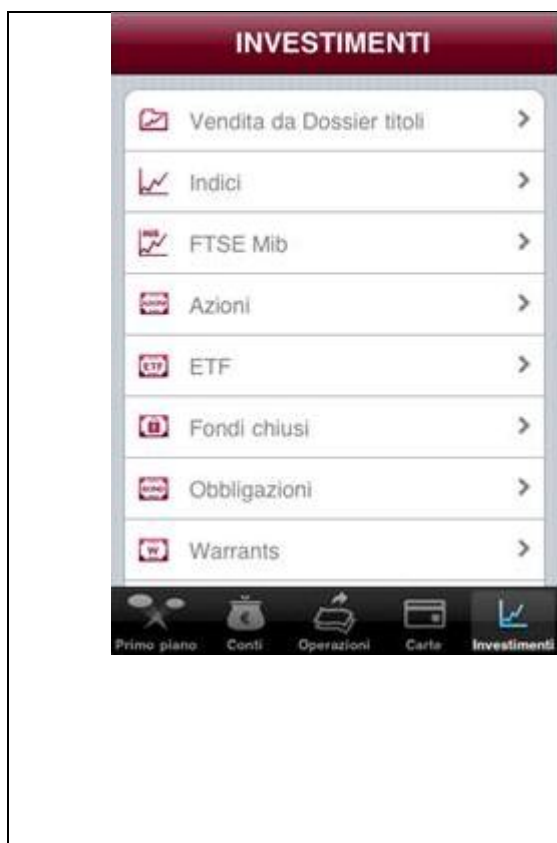 INVESTIMENTI
Vendita da Dossier titoli
Indici
FTSE Mib
Azioni
ETF
ETF
Fondi chiusi
Obbligazioni
W
Warrants
Primo piano
Conti
Operazioni
Carte
Investimenti